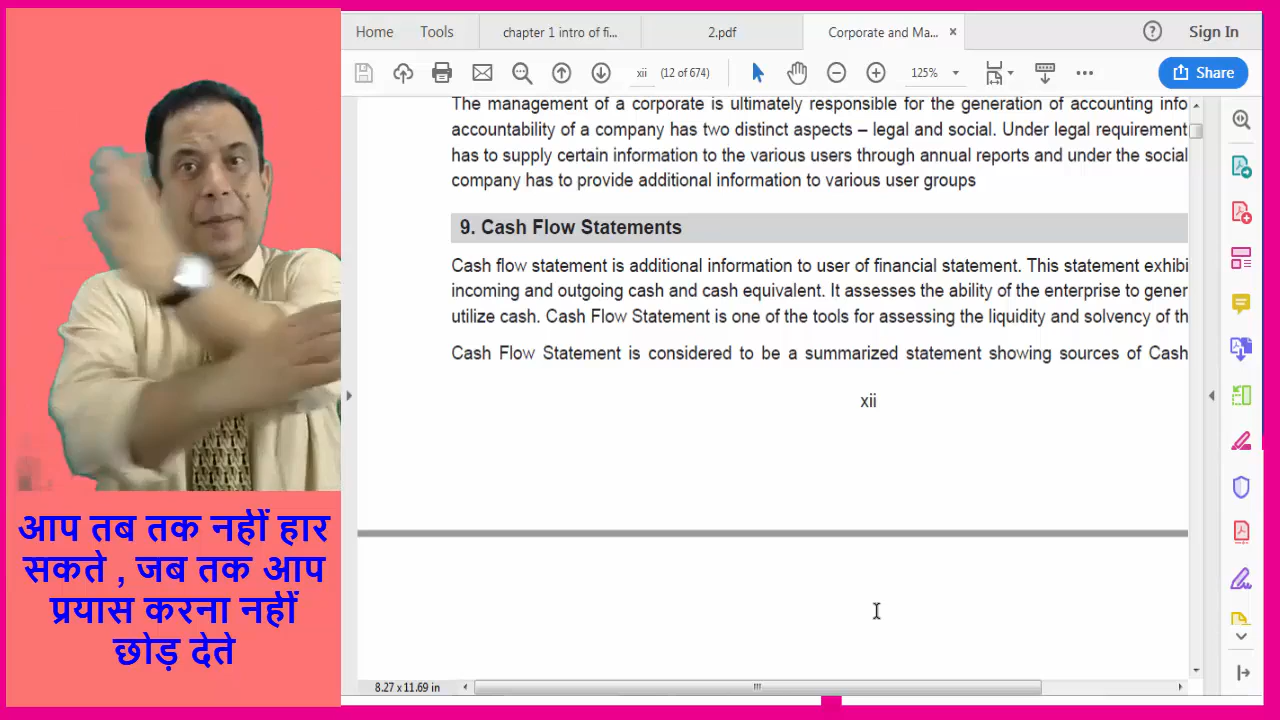 Home
Tools
chapter 1 intro of fi...
2.pdf
Corporate and Ma...
×
?
Sign In
xii
(12 of 674)
125%
Share
The management of a corporate is ultimately responsible for the generation of accounting info
accountability of a company has two distinct aspects – legal and social. Under legal requirement
has to supply certain information to the various users through annual reports and under the social
company has to provide additional information to various user groups
9. Cash Flow Statements
Cash flow statement is additional information to user of financial statement. This statement exhibi
incoming and outgoing cash and cash equivalent. It assesses the ability of the enterprise to gener
utilize cash. Cash Flow Statement is one of the tools for assessing the liquidity and solvency of th
Cash Flow Statement is considered to be a summarized statement showing sources of Cash
xii
8.27 x 11.69 in
आप तब तक नहीं हार
सकते , जब तक आप
प्रयास करना नहीं
छोड़ देते